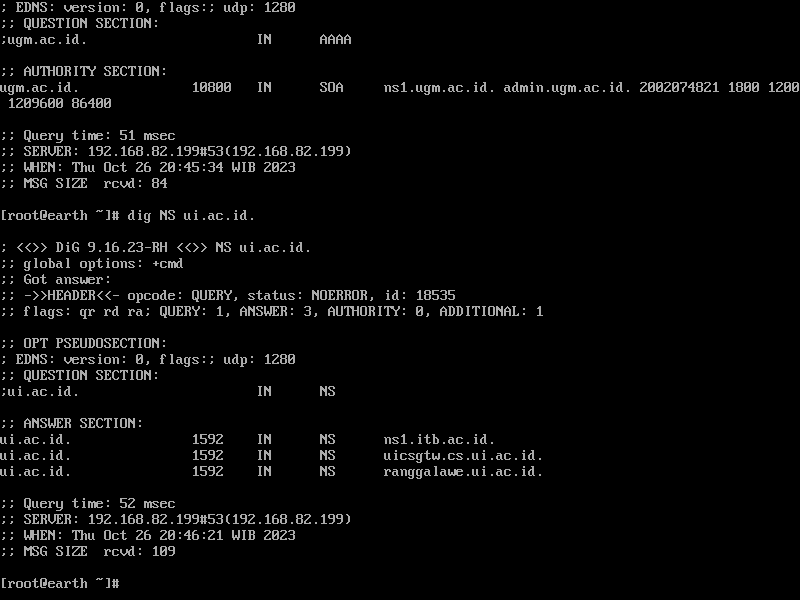 ; EDNS: version: 0, flags:; udp: 1280
;; QUESTION SECTION:
;ugm.ac.id. IN AAAA
;; AUTHORITY SECTION:
ugm.ac.id. 10800 IN SOA ns1.ugm.ac.id. admin.ugm.ac.id. 2002074821 1800 1200
1209600 86400
;; Query time: 51 msec
;; SERVER: 192.168.82.199#53(192.168.82.199)
;; WHEN: Thu Oct 26 20:45:34 WIB 2023
;; MSG SIZE rcvd: 84
[root@earth ~]# dig NS ui.ac.id.
; <<>> DiG 9.16.23-RH <<>> NS ui.ac.id.
;; global options: +cmd
;; Got answer:
;; ->>HEADER<<- opcode: QUERY, status: NOERROR, id: 18535
;; flags: qr rd ra; QUERY: 1, ANSWER: 3, AUTHORITY: 0, ADDITIONAL: 1
;; OPT PSEUDOSECTION:
; EDNS: version: 0, flags:; udp: 1280
;; QUESTION SECTION:
;ui.ac.id. IN NS
;; ANSWER SECTION:
ui.ac.id. 1592 IN NS ns1.itb.ac.id.
ui.ac.id. 1592 IN NS uicsgtw.cs.ui.ac.id.
ui.ac.id. 1592 IN NS ranggalawe.ui.ac.id.
;; Query time: 52 msec
;; SERVER: 192.168.82.199#53(192.168.82.199)
;; WHEN: Thu Oct 26 20:46:21 WIB 2023
;; MSG SIZE rcvd: 109
[root@earth ~]#